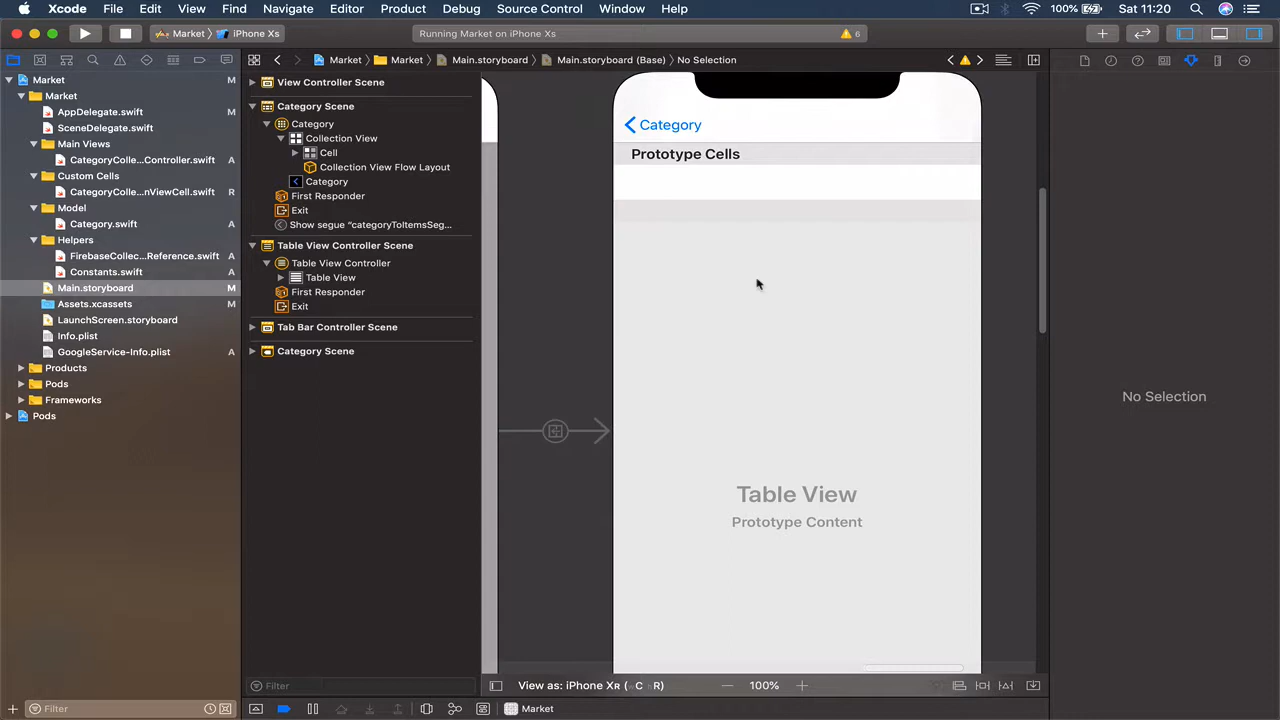 Xcode File Edit View Find Navigate Editor Product Debug Source Control Window Help 100% Sat 11:20
Market iPhone Xs Running Market on iPhone Xs 6
Market Market Main.storyboard Main.storyboard (Base) No Selection
Market M
Market
AppDelegate.swift M
SceneDelegate.swift
Main Views
CategoryColle...Controller.swift A
Custom Cells
CategoryColle...nViewCell.swift R
Model
Category.swift A
Helpers
FirebaseCollec...Reference.swift A
Constants.swift A
Main.storyboard M
Assets.xcassets M
LaunchScreen.storyboard
Info.plist
GoogleService-Info.plist A
Products
Pods
Frameworks
Pods
Filter
View Controller Scene
Category Scene
Category
Collection View
Cell
Collection View Flow Layout
Category
First Responder
Exit
Show segue "categoryToItemsSeg...
Table View Controller Scene
Table View Controller
Table View
First Responder
Exit
Tab Bar Controller Scene
Category Scene
Filter
Category
Prototype Cells
Table View
Prototype Content
View as: iPhone XR ( C R) 100%
Market
No Selection